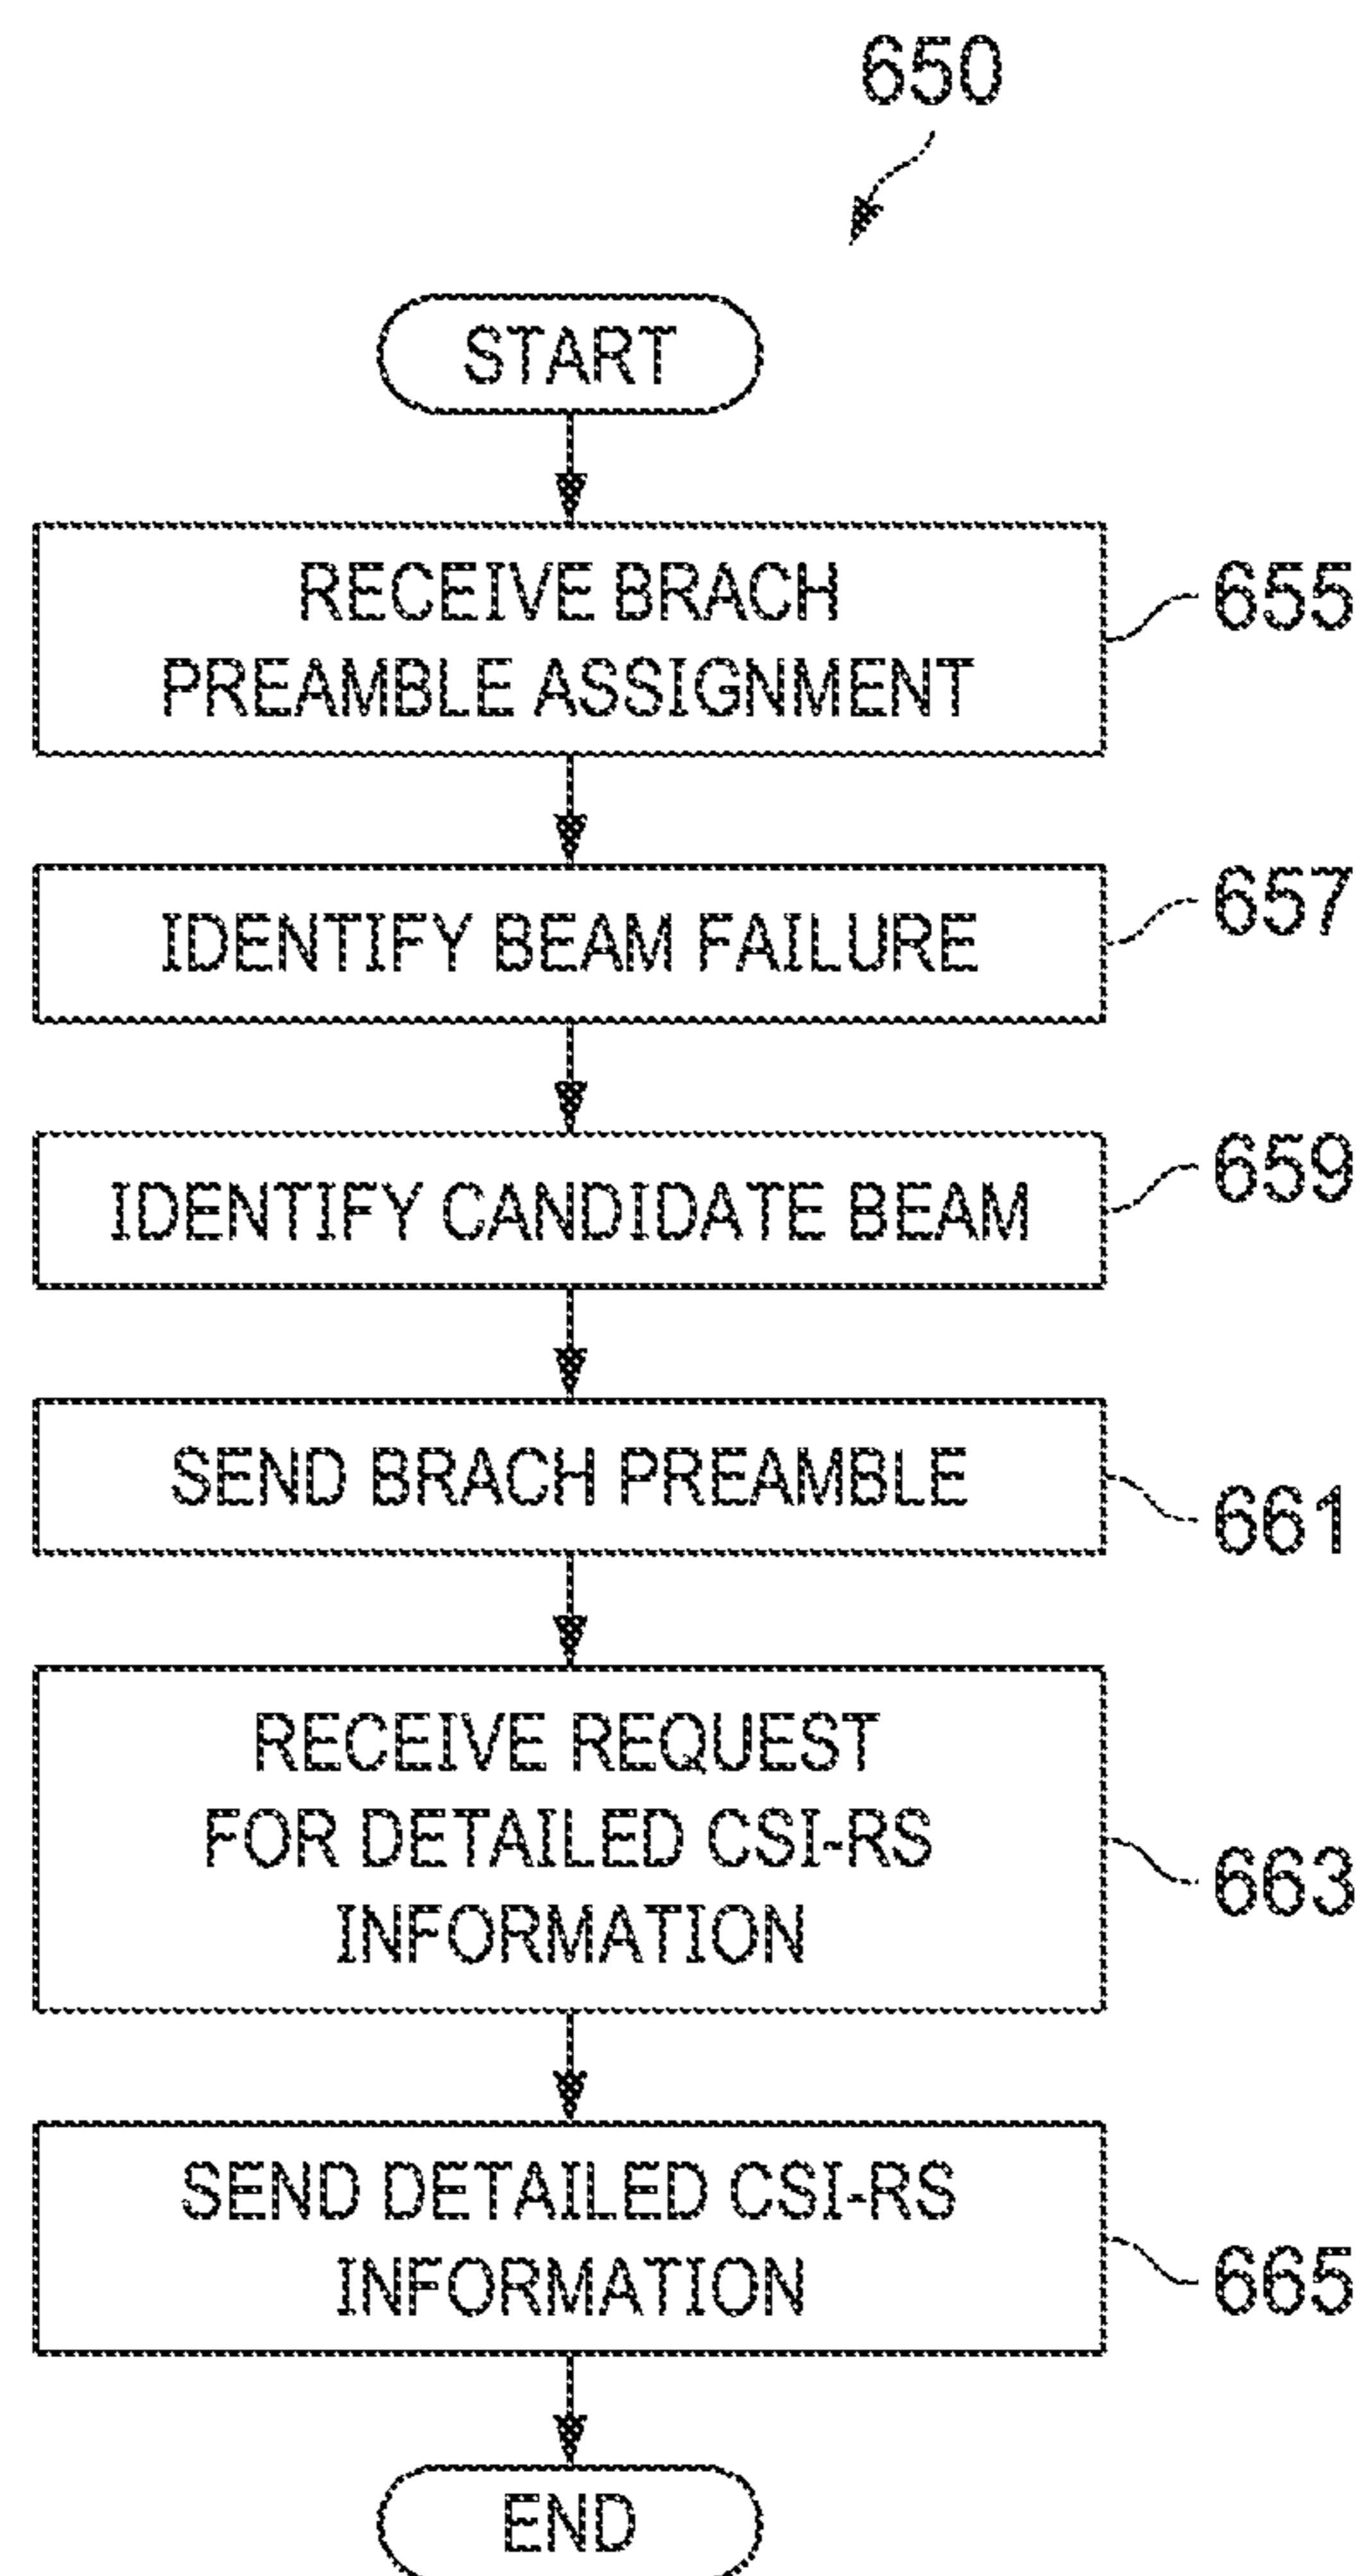 650
START
RECEIVE BRACH
PREAMBLE ASSIGNMENT
655
IDENTIFY BEAM FAILURE
657
IDENTIFY CANDIDATE BEAM
659
SEND BRACH PREAMBLE
661
RECEIVE REQUEST
FOR DETAILED CSI-RS
INFORMATION
663
SEND DETAILED CSI-RS
INFORMATION
665
END